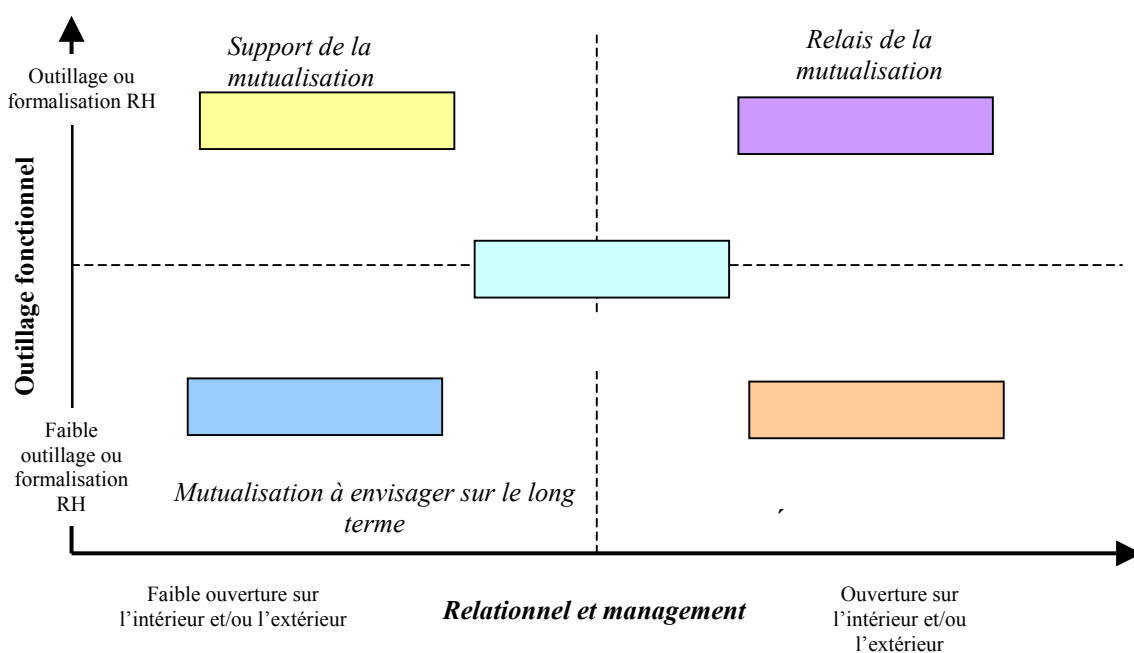 Support de la
mutualisation
Relais de la
mutualisation
Outillage ou
formalisation RH
Outillage fonctionnel
Faible
outillage ou
formalisation
RH
Mutualisation à envisager sur le long
terme
Faible ouverture sur
l'intérieur et/ou l'extérieur
Relationnel et management
Ouverture sur
l'intérieur et/ou
l'extérieur